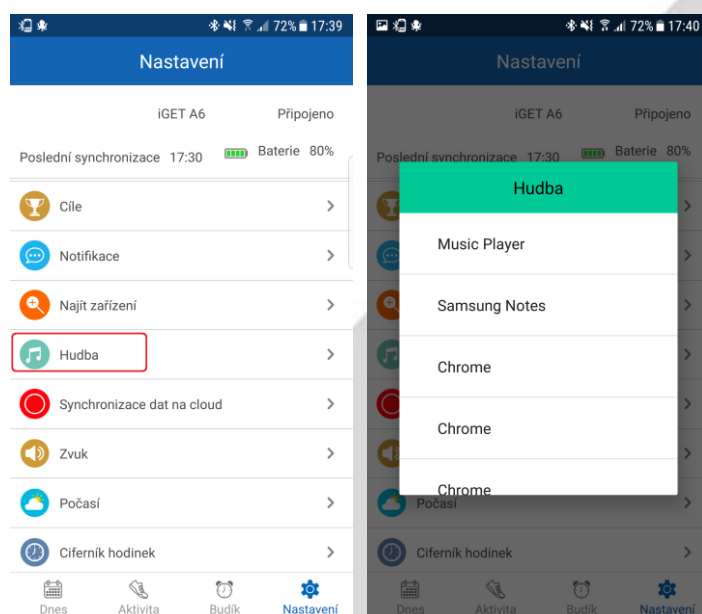 72% 17:39
Nastavení
iGET A6 Připojeno
Poslední synchronizace 17:30 Baterie 80%
Cíle
Notifikace
Najít zařízení
Hudba
Synchronizace dat na cloud
Zvuk
Počasí
Ciferník hodinek
Dnes Aktivita Budík Nastavení
72% 17:40
Nastavení
iGET A6 Připojeno
Poslední synchronizace 17:30 Baterie 80%
Hudba
Music Player
Samsung Notes
Chrome
Chrome
Chrome
Počasí
Ciferník hodinek
Dnes Aktivita Budík Nastavení